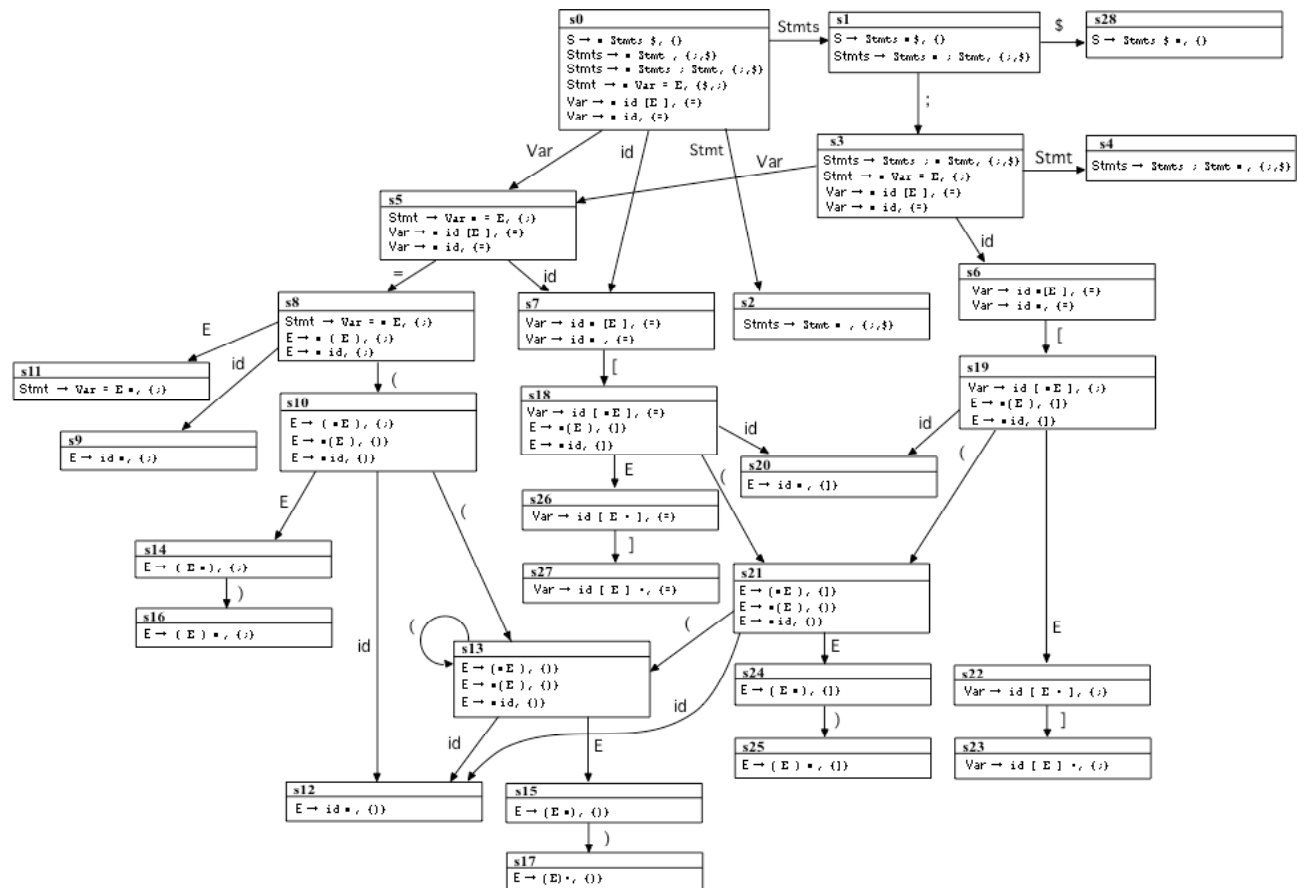 s0
S → ▪ Stmts $, {}
Stmts → ▪ Stmt , {;,$}
Stmts → ▪ Stmts ; Stmt, {;,$}
Stmt → ▪ Var = E, {$,;}
Var → ▪ id [E ], {=}
Var → ▪ id, {=}
Stmts
s1
S → Stmts ▪ $, {}
Stmts → Stmts ▪ ; Stmt, {;,$}
$
s28
S → Stmts $ ▪, {}
;
Var
id
Stmt
Var
s3
Stmts → Stmts ; ▪ Stmt, {;,$}
Stmt → ▪ Var = E, {;}
Var → ▪ id [E ], {=}
Var → ▪ id, {=}
Stmt
s4
Stmts → Stmts ; Stmt ▪ , {;,$}
s5
Stmt → Var ▪ = E, {;}
Var → ▪ id [E ], {=}
Var → ▪ id, {=}
id
=
id
s8
Stmt → Var = ▪ E, {;}
E → ▪ ( E ), {;}
E → ▪ id, {;}
s7
Var → id ▪ [E ], {=}
Var → id ▪ , {=}
s2
Stmts → Stmt ▪ , {;,$}
s6
Var → id ▪[E ], {=}
Var → id ▪, {=}
E
id
(
[
[
s11
Stmt → Var = E ▪, {;}
s9
E → id ▪, {;}
s10
E → ( ▪E ), {;}
E → ▪(E ), {)}
E → ▪id, {)}
s18
Var → id [ ▪E ], {=}
E → ▪(E ), {]}
E → ▪id, {]}
s19
Var → id [ ▪E ], {;}
E → ▪(E ), {]}
E → ▪id, {]}
id
id
s20
E → id ▪ , {]}
E
(
E
(
(
s26
Var → id [ E ▪ ], {=}
]
s14
E → ( E ▪), {;}
)
s16
E → ( E ) ▪, {;}
s27
Var → id [ E ] ▪, {=}
s21
E → (▪E ), {]}
E → ▪(E ), {)}
E → ▪id, {)}
id
(
(
E
E
s13
E → (▪E ), {)}
E → ▪(E ), {)}
E → ▪id, {)}
s24
E → ( E ▪), {]}
s22
Var → id [ E ▪ ], {;}
id
id
E
)
]
s25
E → ( E ) ▪ , {]}
s23
Var → id [ E ] ▪, {;}
s12
E → id ▪ , {)}
s15
E → (E ▪), {)}
)
s17
E → (E) ▪, {)}